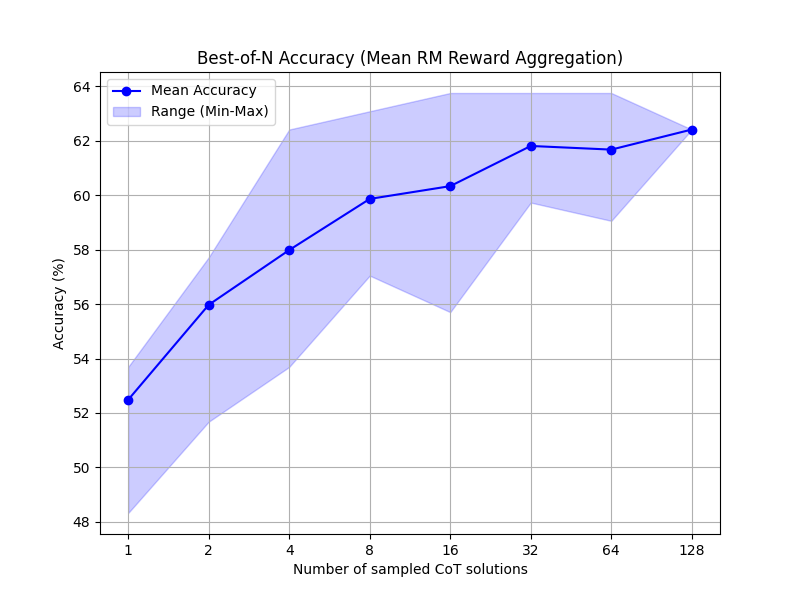 Best-of-N Accuracy (Mean RM Reward Aggregation)
Mean Accuracy
Range (Min-Max)
64
62
60
58
56
54
52
50
48
Accuracy (%)
1 2 4 8 16 32 64 128
Number of sampled CoT solutions